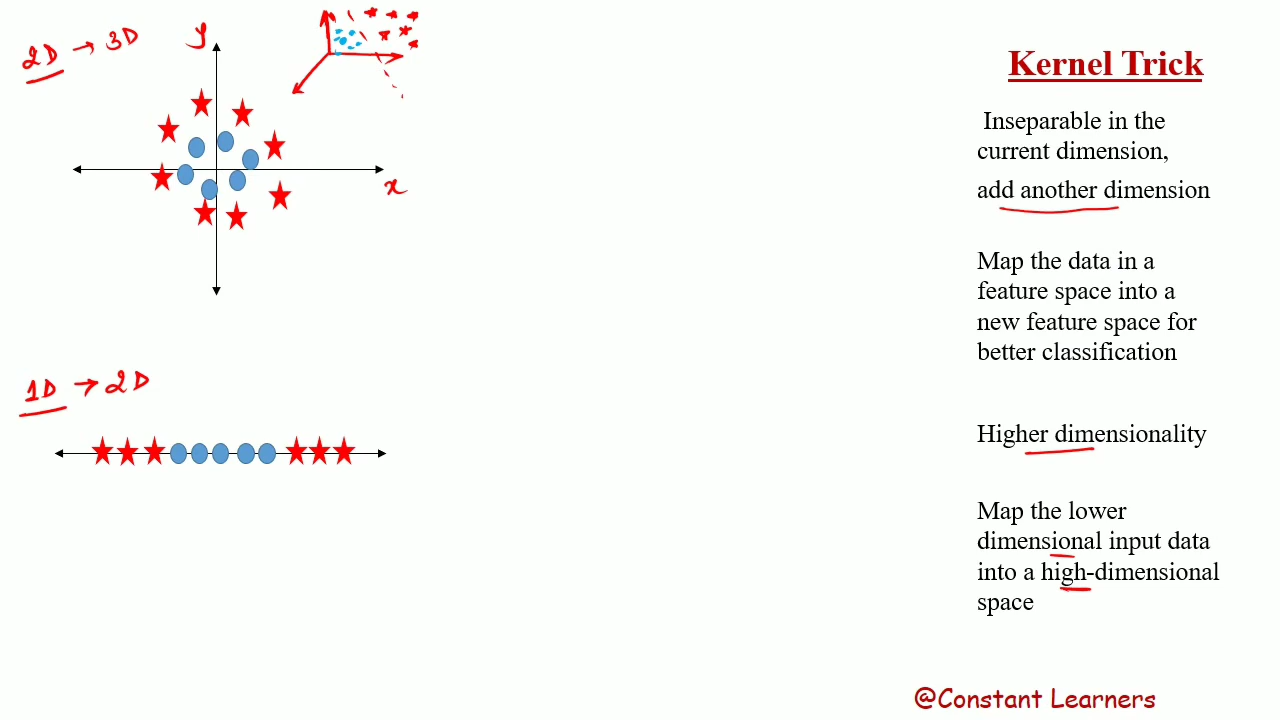 2D → 3D
y
x
1D → 2D
Kernel Trick
Inseparable in the
current dimension,
add another dimension
Map the data in a
feature space into a
new feature space for
better classification
Higher dimensionality
Map the lower
dimensional input data
into a high-dimensional
space
@Constant Learners